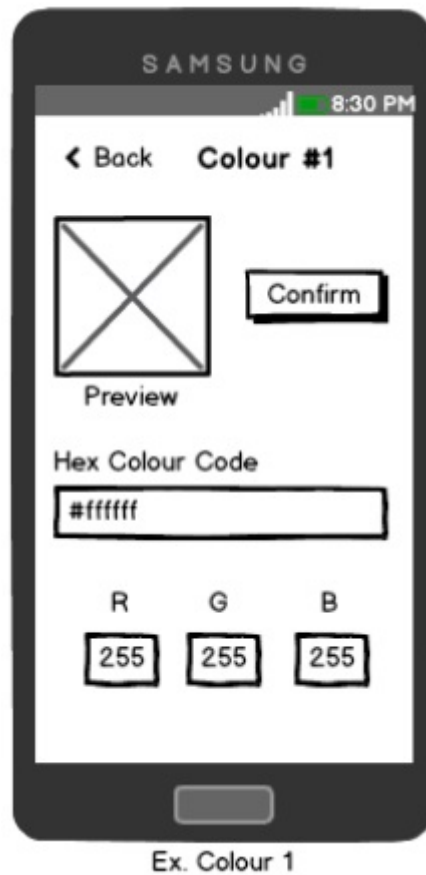 SAMSUNG
8:30 PM
Back Colour #1
Confirm
Preview
Hex Colour Code
#ffffff
R G B
255 255 255
Ex. Colour 1